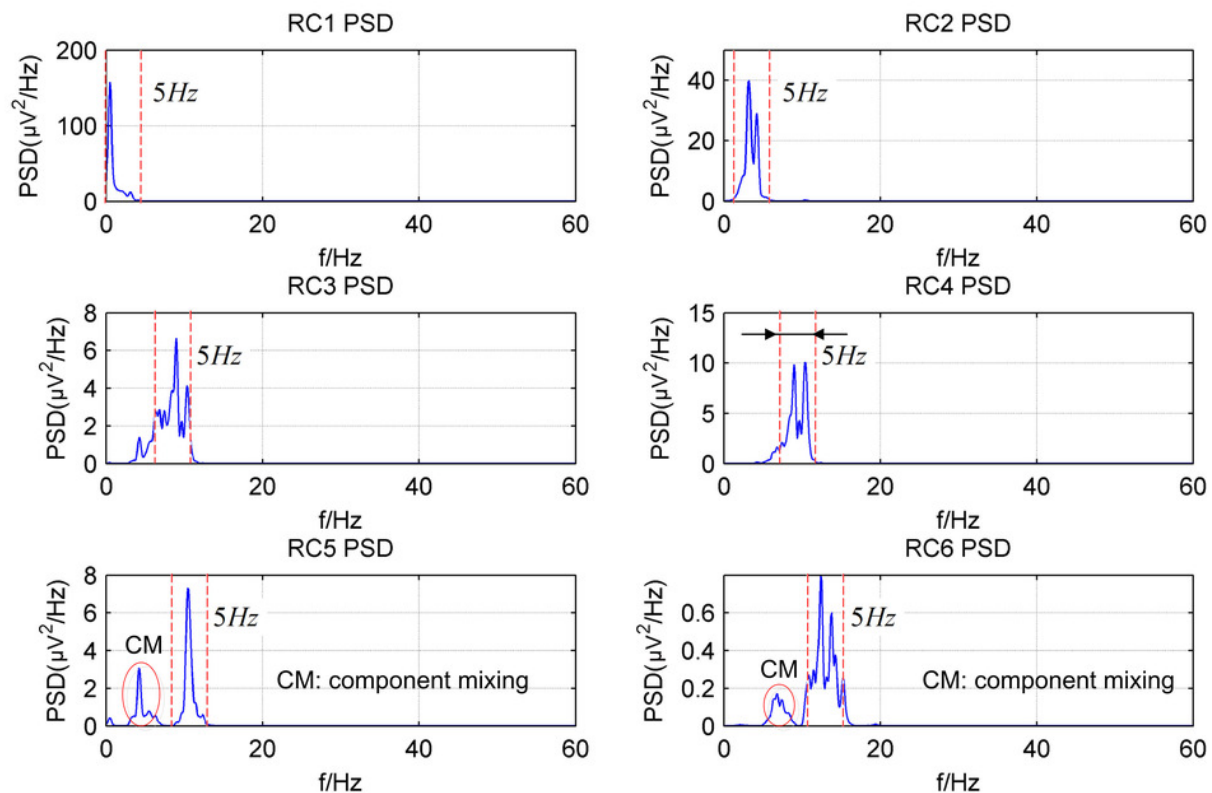 RC1 PSD
200
100
0
PSD(μV²/Hz)
5Hz
0 20 40 60
f/Hz
RC2 PSD
40
20
0
PSD(μV²/Hz)
5Hz
0 20 40 60
f/Hz
RC3 PSD
8
6
4
2
0
PSD(μV²/Hz)
5Hz
0 20 40 60
f/Hz
RC4 PSD
15
10
5
0
PSD(μV²/Hz)
5Hz
0 20 40 60
f/Hz
RC5 PSD
8
6
4
2
0
PSD(μV²/Hz)
5Hz
CM
CM: component mixing
0 20 40 60
f/Hz
RC6 PSD
0.6
0.4
0.2
0
PSD(μV²/Hz)
5Hz
CM
CM: component mixing
0 20 40 60
f/Hz